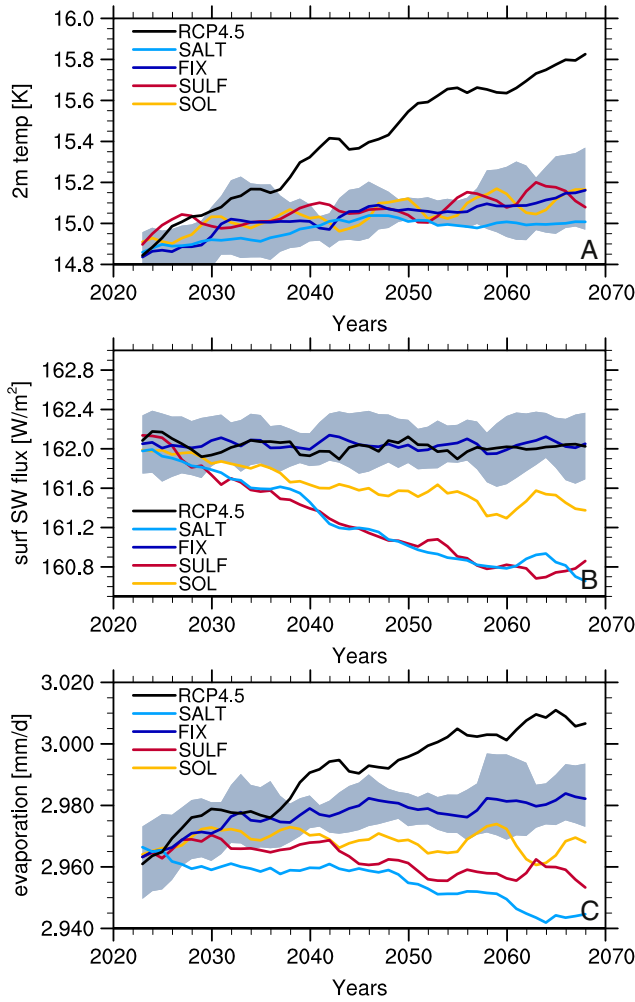 16.0
15.8
15.6
15.4
15.2
15.0
14.8
2m temp [K]
RCP4.5
SALT
FIX
SULF
SOL
A
2020 2030 2040 2050 2060 2070
Years
162.8
162.4
162.0
161.6
161.2
160.8
surf SW flux [W/m²]
RCP4.5
SALT
FIX
SULF
SOL
B
2020 2030 2040 2050 2060 2070
Years
3.020
3.000
2.980
2.960
2.940
evaporation [mm/d]
RCP4.5
SALT
FIX
SULF
SOL
C
2020 2030 2040 2050 2060 2070
Years